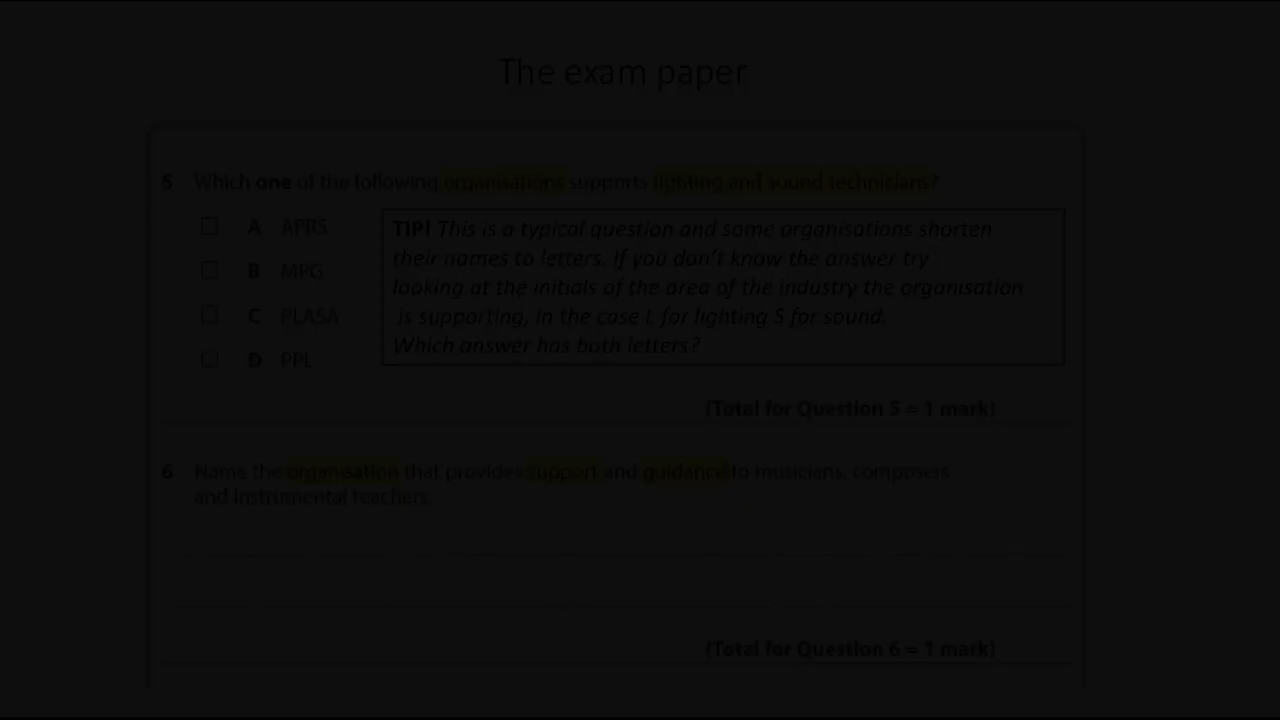 The exam paper
5 Which one of the following organisations supports lighting and sound technicians?
A APRS
B MPG
C PLASA
D PPL
TIP! This is a typical question and some organisations shorten
their names to letters. If you don't know the answer try
looking at the initials of the area of the industry the organisation
is supporting, in the case L for lighting S for sound.
Which answer has both letters?
(Total for Question 5 = 1 mark)
6 Name the organisation that provides support and guidance to musicians, composers
and instrumental teachers.
(Total for Question 6 = 1 mark)